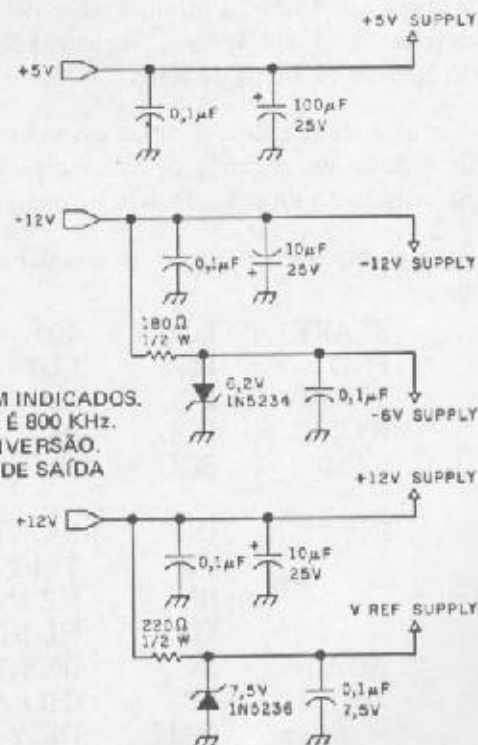 +5V SUPPLY
+5V
0,1µF
+
100µF
25V
-12V
0,1µF
10µF
+
25V
-12V SUPPLY
180Ω
1/2 W
M INDICADOS.
É 800 KHz.
IVERSÃO.
DE SAÍDA
6,2V
1N5234
0,1µF
-6V SUPPLY
+12V SUPPLY
+12V
0,1µF
+
10µF
25V
220Ω
1/2 W
V REF SUPPLY
7,5V
1N5236
0,1µF
7,5V